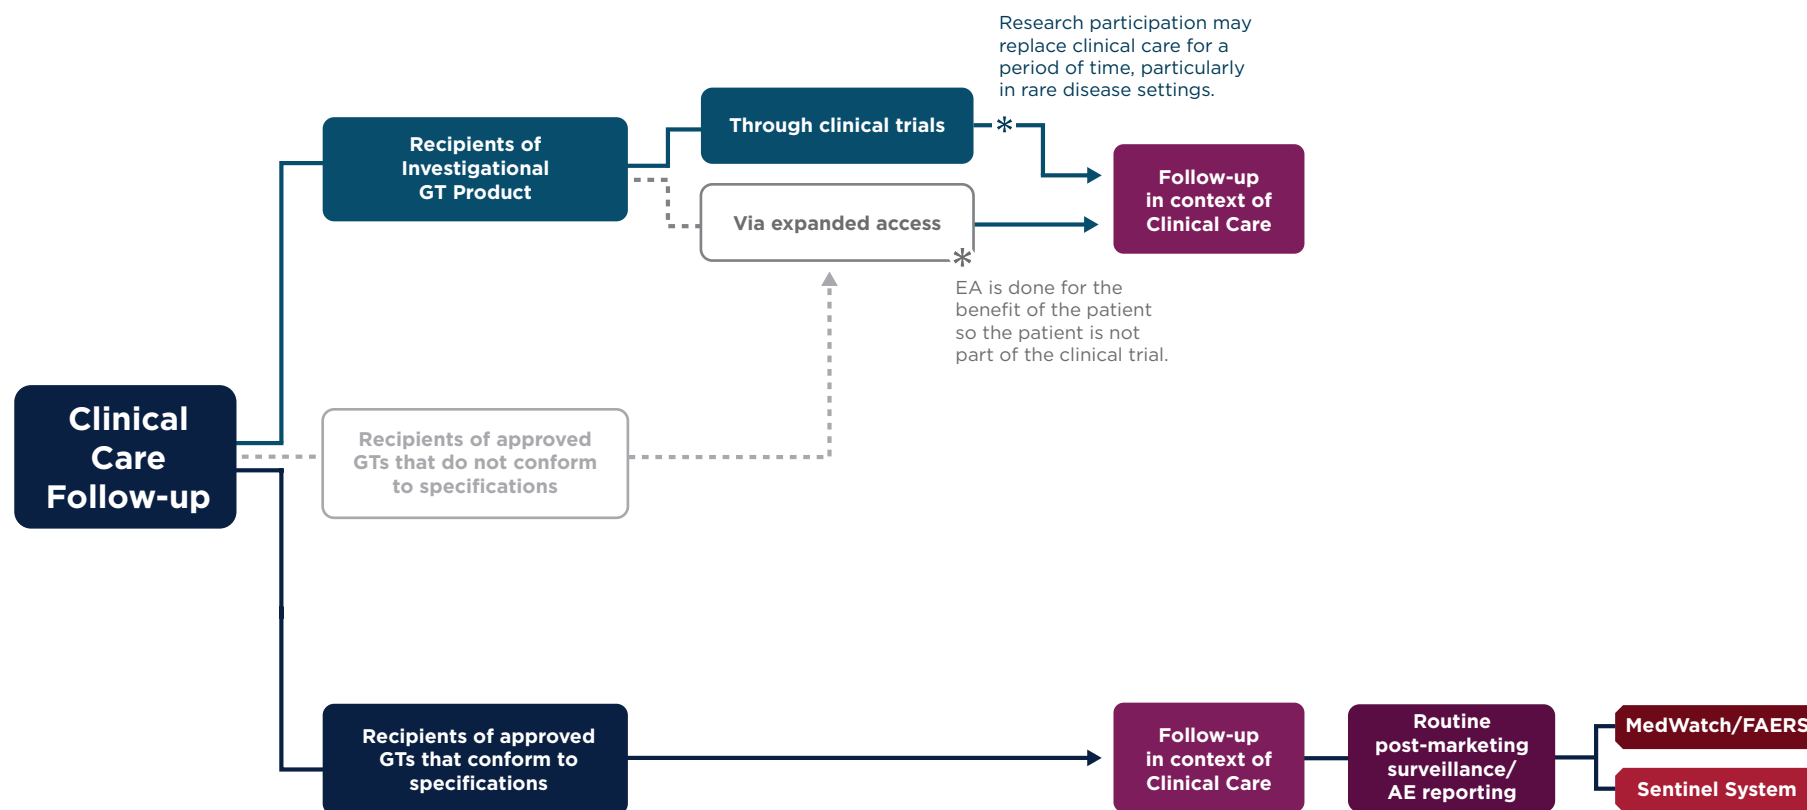 Research participation may
replace clinical care for a
period of time, particularly
in rare disease settings.
Through clinical trials
*
Recipients of
Investigational
GT Product
Follow-up
in context of
Clinical Care
Via expanded access
*
EA is done for the
benefit of the patient
so the patient is not
part of the clinical trial.
Clinical
Care
Follow-up
Recipients of approved
GTs that do not conform
to specifications
Recipients of approved
GTs that conform to
specifications
Follow-up
in context of
Clinical Care
Routine
post-marketing
surveillance/
AE reporting
MedWatch/FAERS
Sentinel System